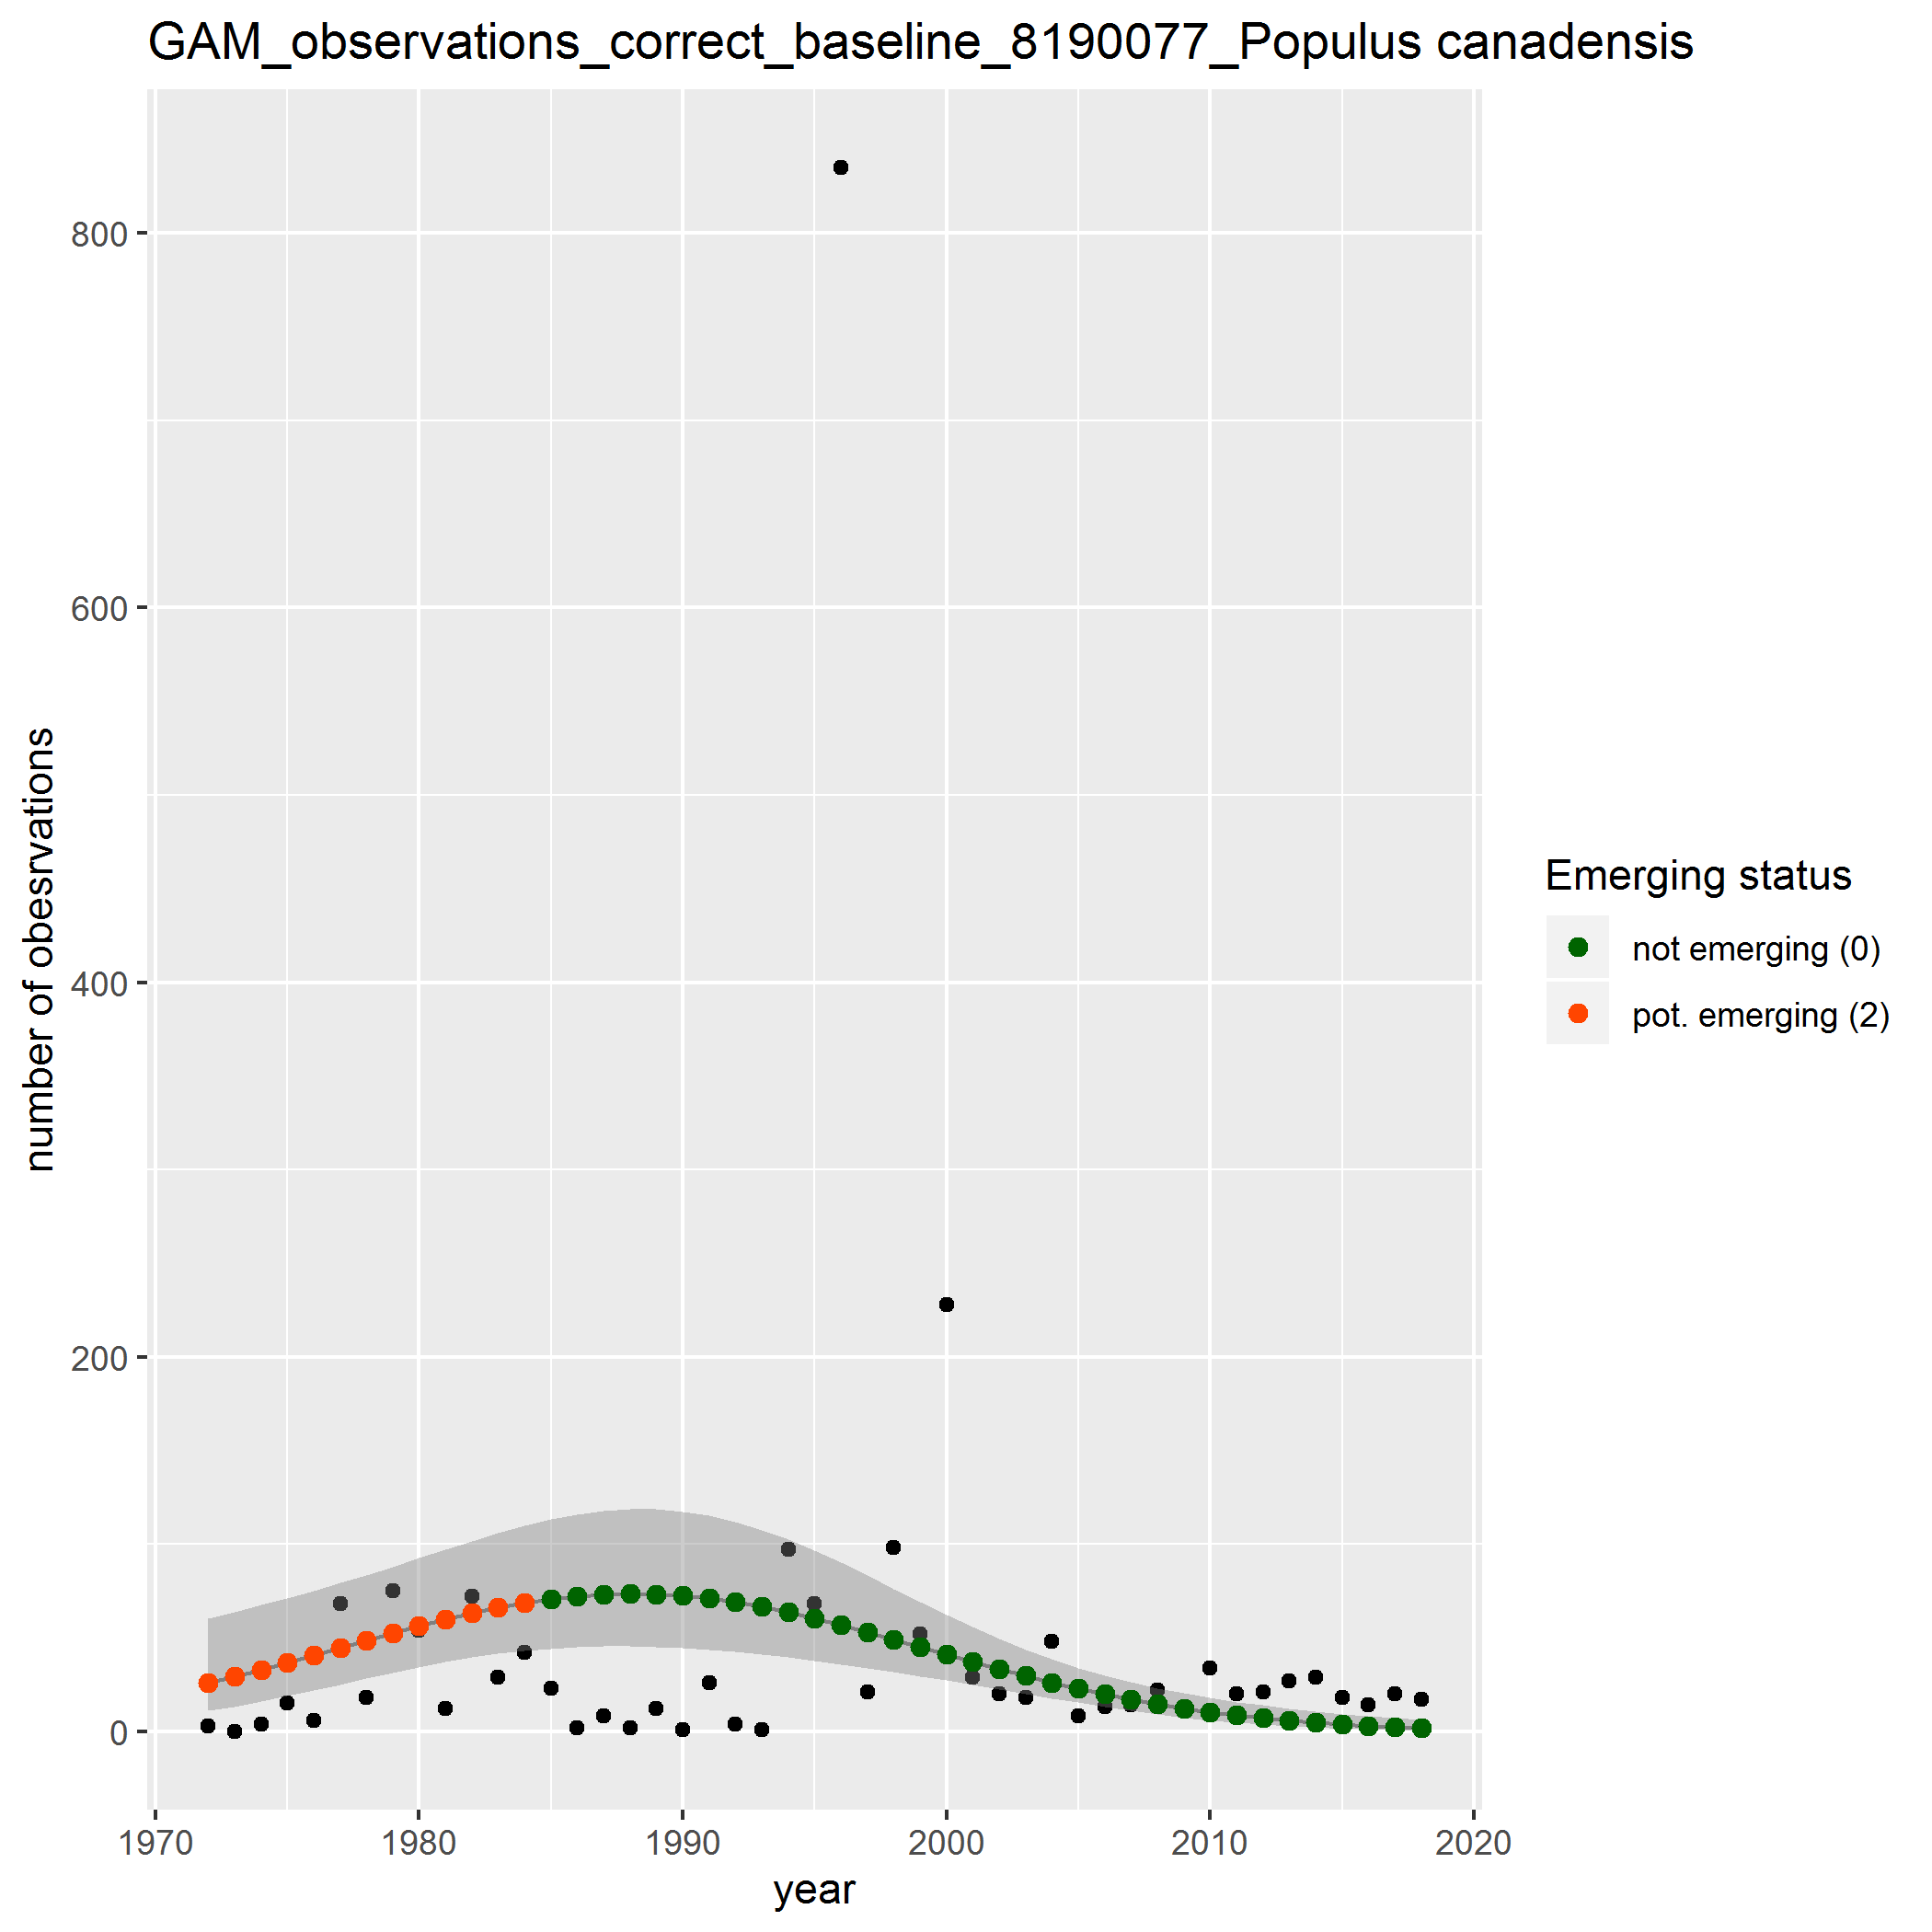 GAM_observations_correct_baseline_8190077_Populus canadensis
800
600
400
200
0
number of obesrvations
1970
1980
1990
2000
2010
2020
year
Emerging status
not emerging (0)
pot. emerging (2)